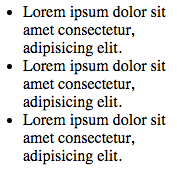 • Lorem ipsum dolor sit
amet consectetur,
adipisicing elit.
• Lorem ipsum dolor sit
amet consectetur,
adipisicing elit.
• Lorem ipsum dolor sit
amet consectetur,
adipisicing elit.